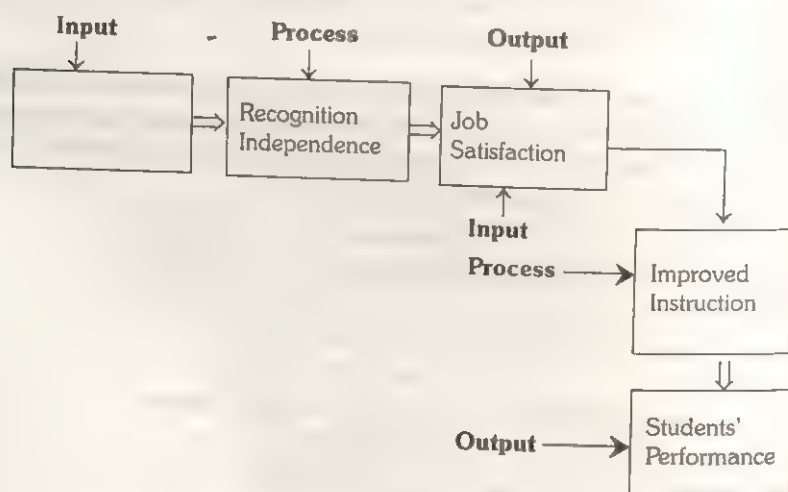 Input
Process
Output
Recognition
Independence
Job
Satisfaction
Input
Process
Improved
Instruction
Output
Students'
Performance